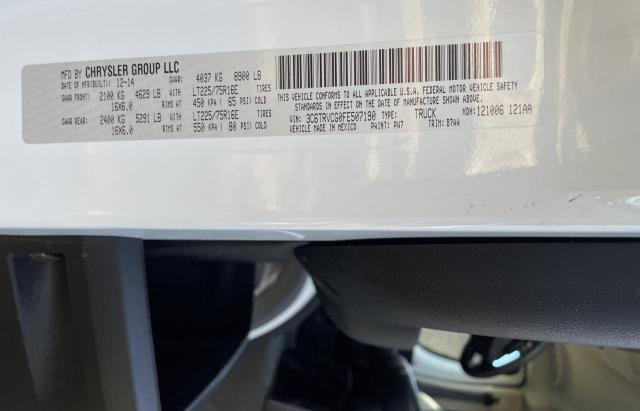 MFD BY CHRYSLER GROUP LLC
DATE OF MFR(BUILT): 12-14 GVWR: 4037 KG 8900 LB
GAWR FRONT: 2100 KG 4629 LB WITH LT225/75R16E TIRES
16X6.0 RIMS AT 450 KPA ( 65 PSI) COLD
GAWR REAR: 2400 KG 5291 LB WITH LT225/75R16E TIRES
16X6.0 RIMS AT 550 KPA ( 80 PSI) COLD
THIS VEHICLE CONFORMS TO ALL APPLICABLE U.S.A. FEDERAL MOTOR VEHICLE SAFETY
STANDARDS IN EFFECT ON THE DATE OF MANUFACTURE SHOWN ABOVE.
VIN: 3C6TRVCG0FE507190 TYPE: TRUCK MDH: 121006 121AA
VEHICLE MADE IN MEXICO PAINT: PW7 TRIM: B7AA